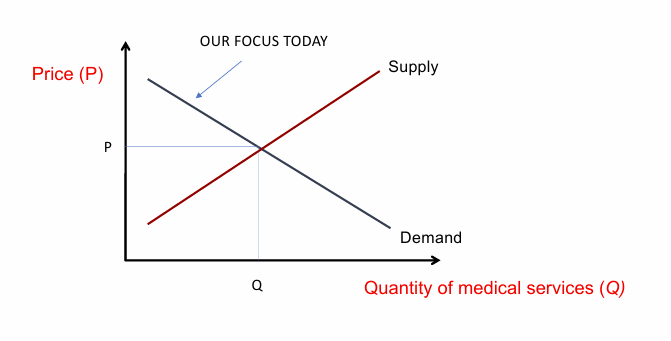 OUR FOCUS TODAY
Supply
Price (P)
P
Demand
Q
Quantity of medical services (Q)